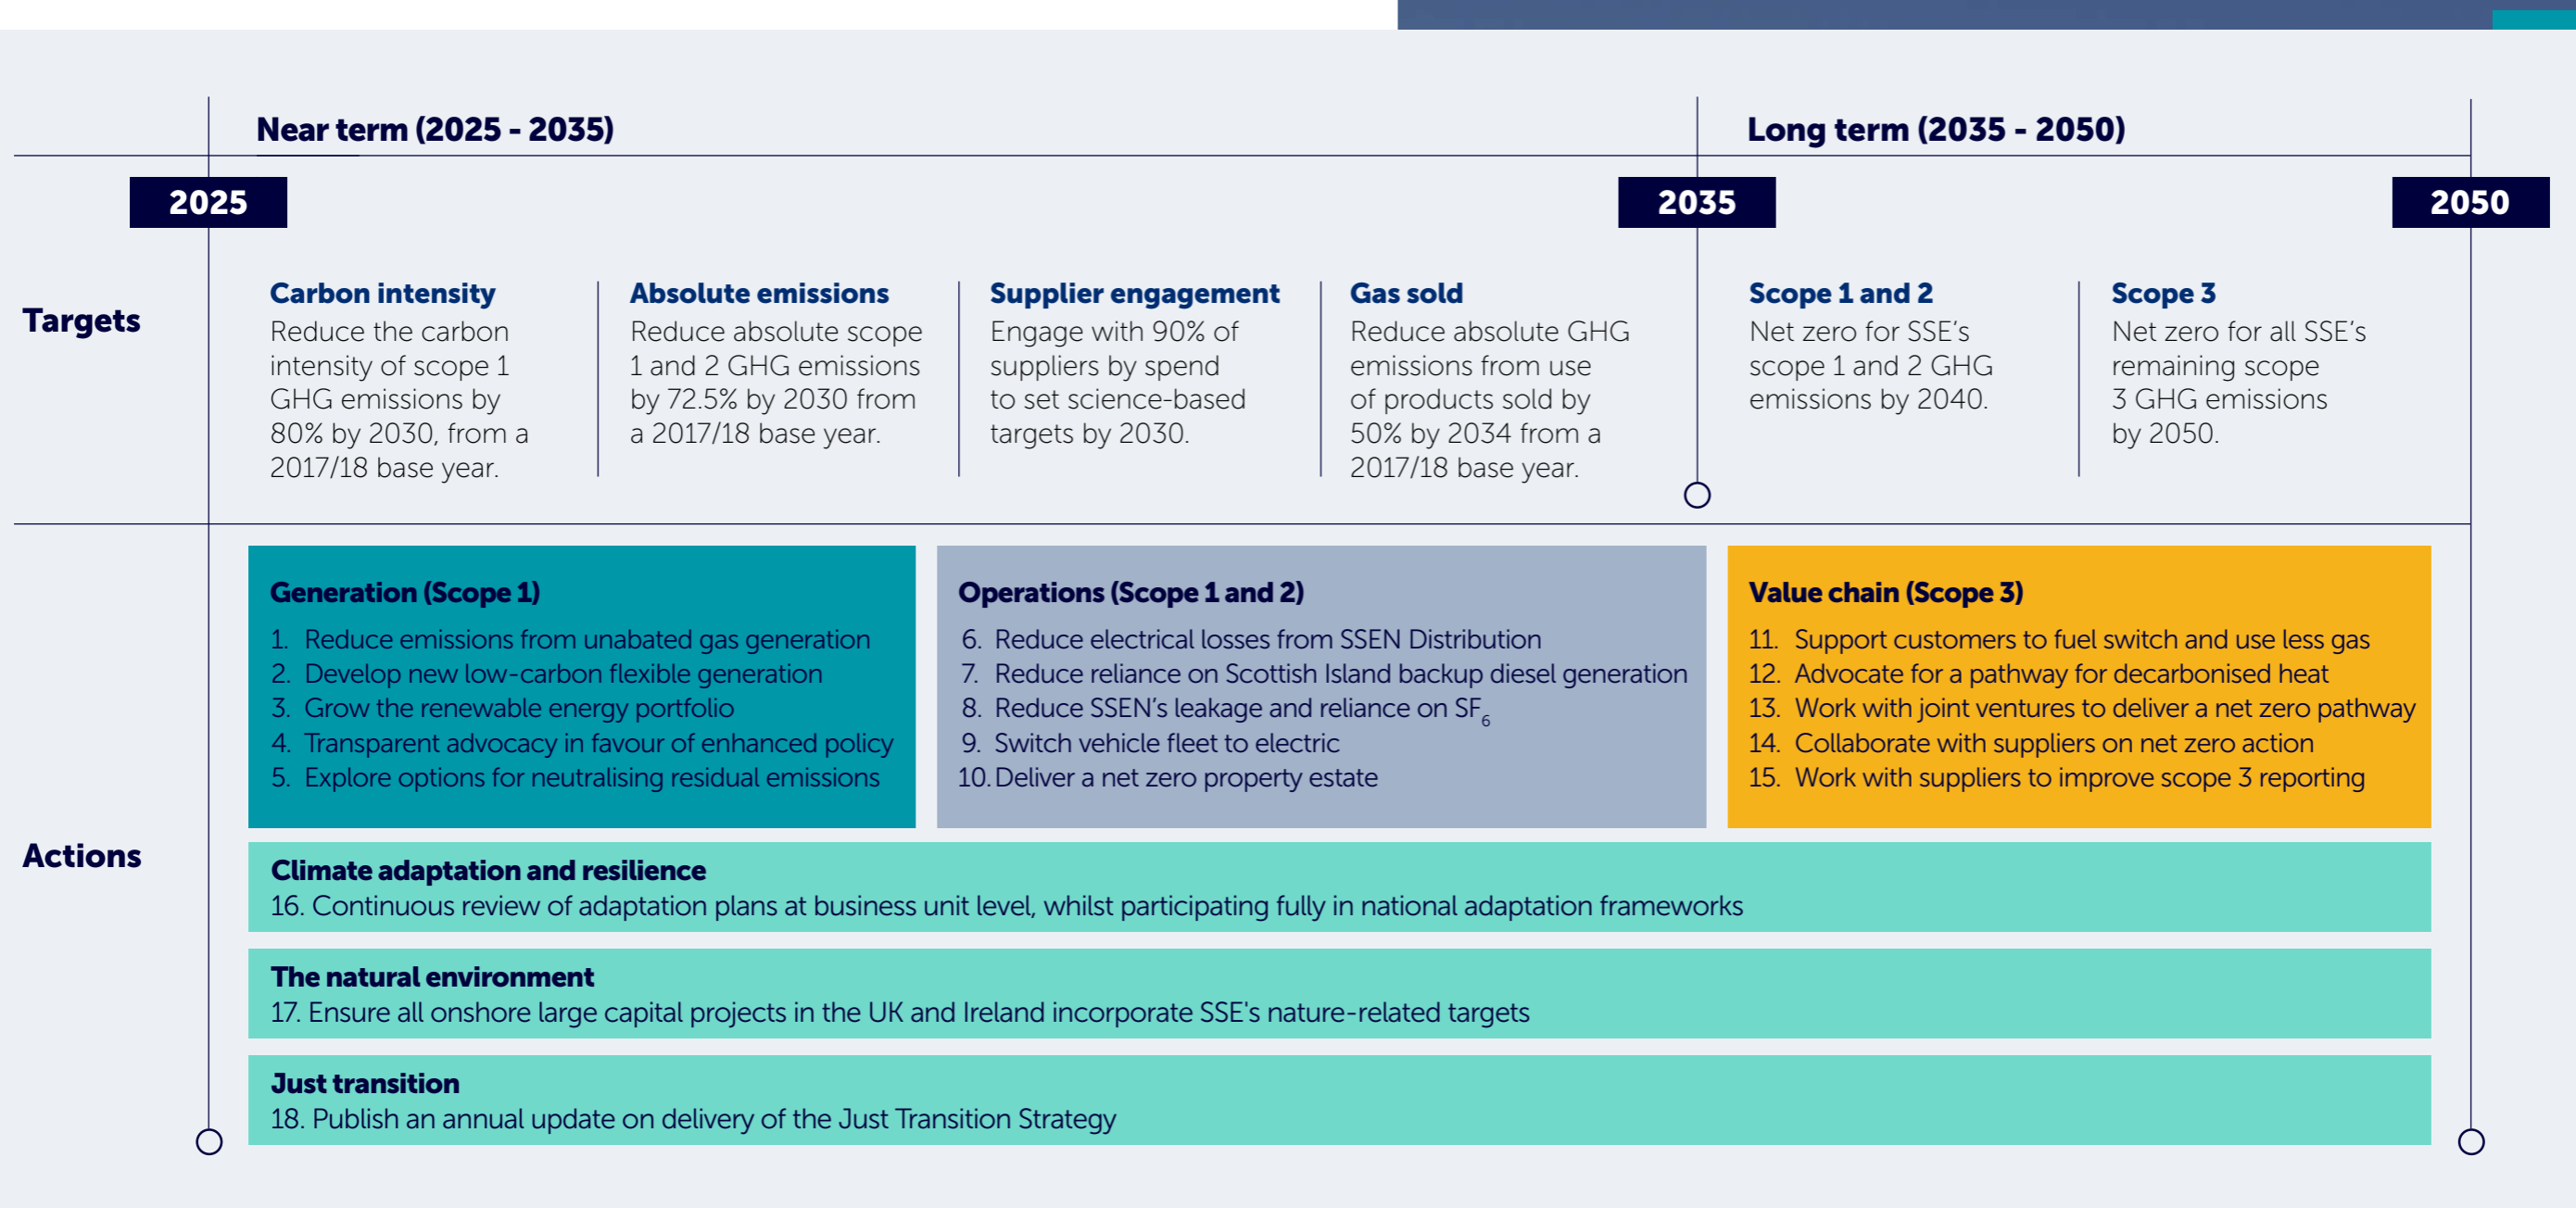 Near term (2025 - 2035)
Long term (2035 - 2050)
2025
2035
2050
Targets
Carbon intensity
Reduce the carbon
intensity of scope 1
GHG emissions by
80% by 2030, from a
2017/18 base year.
Absolute emissions
Reduce absolute scope
1 and 2 GHG emissions
by 72.5% by 2030 from
a 2017/18 base year.
Supplier engagement
Engage with 90% of
suppliers by spend
to set science-based
targets by 2030.
Gas sold
Reduce absolute GHG
emissions from use
of products sold by
50% by 2034 from a
2017/18 base year.
Scope 1 and 2
Net zero for SSE’s
scope 1 and 2 GHG
emissions by 2040.
Scope 3
Net zero for all SSE’s
remaining scope
3 GHG emissions
by 2050.
Actions
Generation (Scope 1)
1. Reduce emissions from unabated gas generation
2. Develop new low-carbon flexible generation
3. Grow the renewable energy portfolio
4. Transparent advocacy in favour of enhanced policy
5. Explore options for neutralising residual emissions
Operations (Scope 1 and 2)
6. Reduce electrical losses from SSEN Distribution
7. Reduce reliance on Scottish Island backup diesel generation
8. Reduce SSEN’s leakage and reliance on SF₆
9. Switch vehicle fleet to electric
10. Deliver a net zero property estate
Value chain (Scope 3)
11. Support customers to fuel switch and use less gas
12. Advocate for a pathway for decarbonised heat
13. Work with joint ventures to deliver a net zero pathway
14. Collaborate with suppliers on net zero action
15. Work with suppliers to improve scope 3 reporting
Climate adaptation and resilience
16. Continuous review of adaptation plans at business unit level, whilst participating fully in national adaptation frameworks
The natural environment
17. Ensure all onshore large capital projects in the UK and Ireland incorporate SSE's nature-related targets
Just transition
18. Publish an annual update on delivery of the Just Transition Strategy